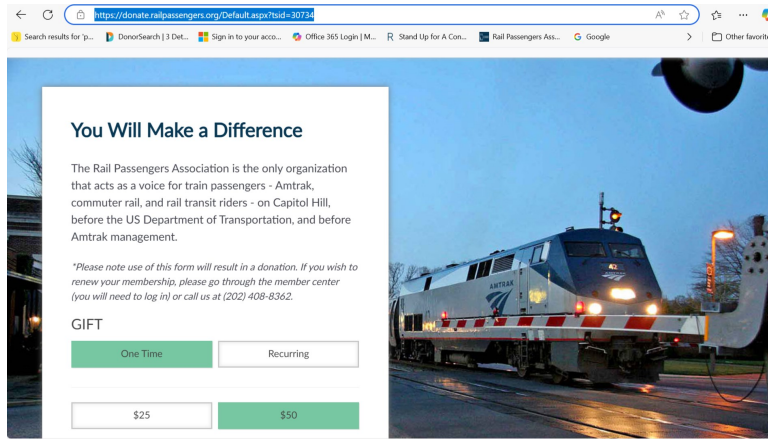 https://donate.railpassengers.org/Default.aspx?tsid=30734
Search results for 'p... DonorSearch | 3 Det... Sign in to your acco... Office 365 Login | M... Stand Up for A Con... Rail Passengers Ass... Google Other favorite
You Will Make a Difference
The Rail Passengers Association is the only organization
that acts as a voice for train passengers - Amtrak,
commuter rail, and rail transit riders - on Capitol Hill,
before the US Department of Transportation, and before
Amtrak management.
*Please note use of this form will result in a donation. If you wish to
renew your membership, please go through the member center
(you will need to log in) or call us at (202) 408-8362.
GIFT
One Time Recurring
$25 $50
AMTRAK